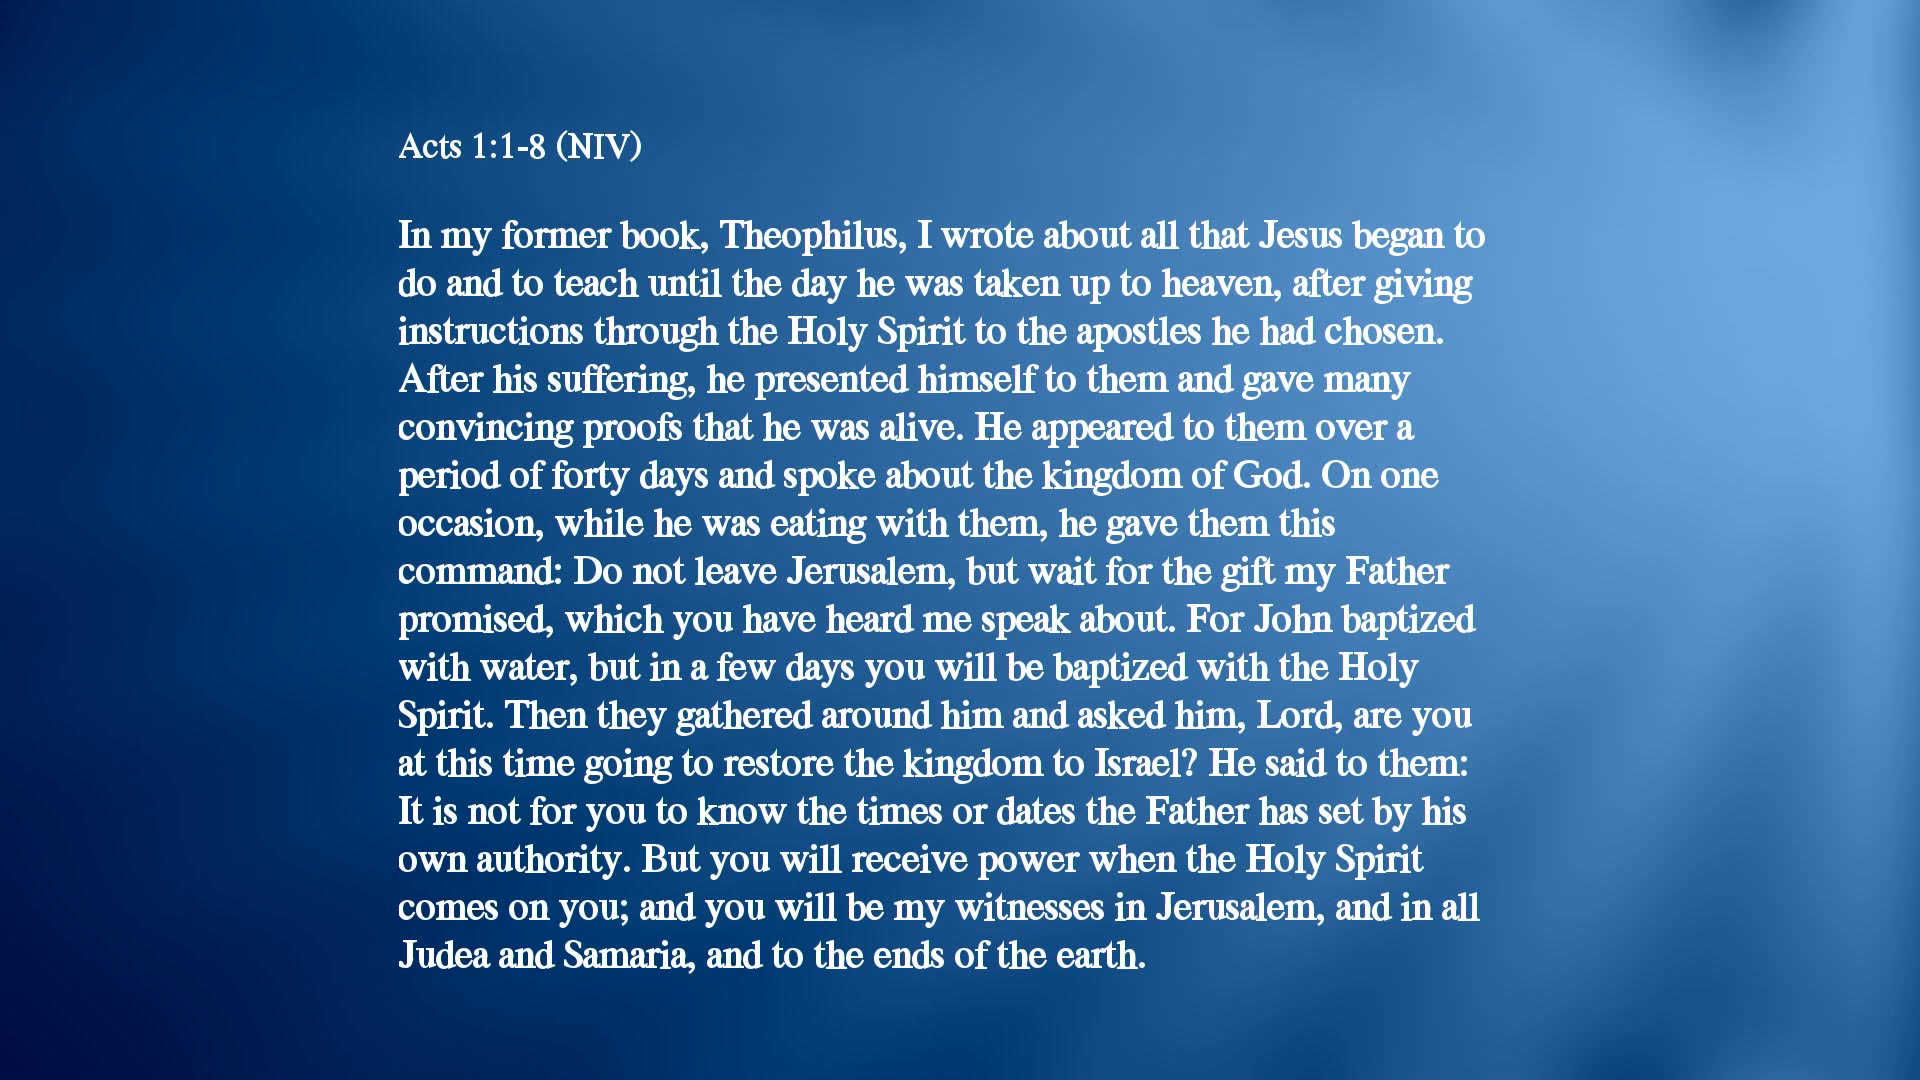 Acts 1:1-8 (NIV)
In my former book, Theophilus, I wrote about all that Jesus began to
do and to teach until the day he was taken up to heaven, after giving
instructions through the Holy Spirit to the apostles he had chosen.
After his suffering, he presented himself to them and gave many
convincing proofs that he was alive. He appeared to them over a
period of forty days and spoke about the kingdom of God. On one
occasion, while he was eating with them, he gave them this
command: Do not leave Jerusalem, but wait for the gift my Father
promised, which you have heard me speak about. For John baptized
with water, but in a few days you will be baptized with the Holy
Spirit. Then they gathered around him and asked him, Lord, are you
at this time going to restore the kingdom to Israel? He said to them:
It is not for you to know the times or dates the Father has set by his
own authority. But you will receive power when the Holy Spirit
comes on you; and you will be my witnesses in Jerusalem, and in all
Judea and Samaria, and to the ends of the earth.